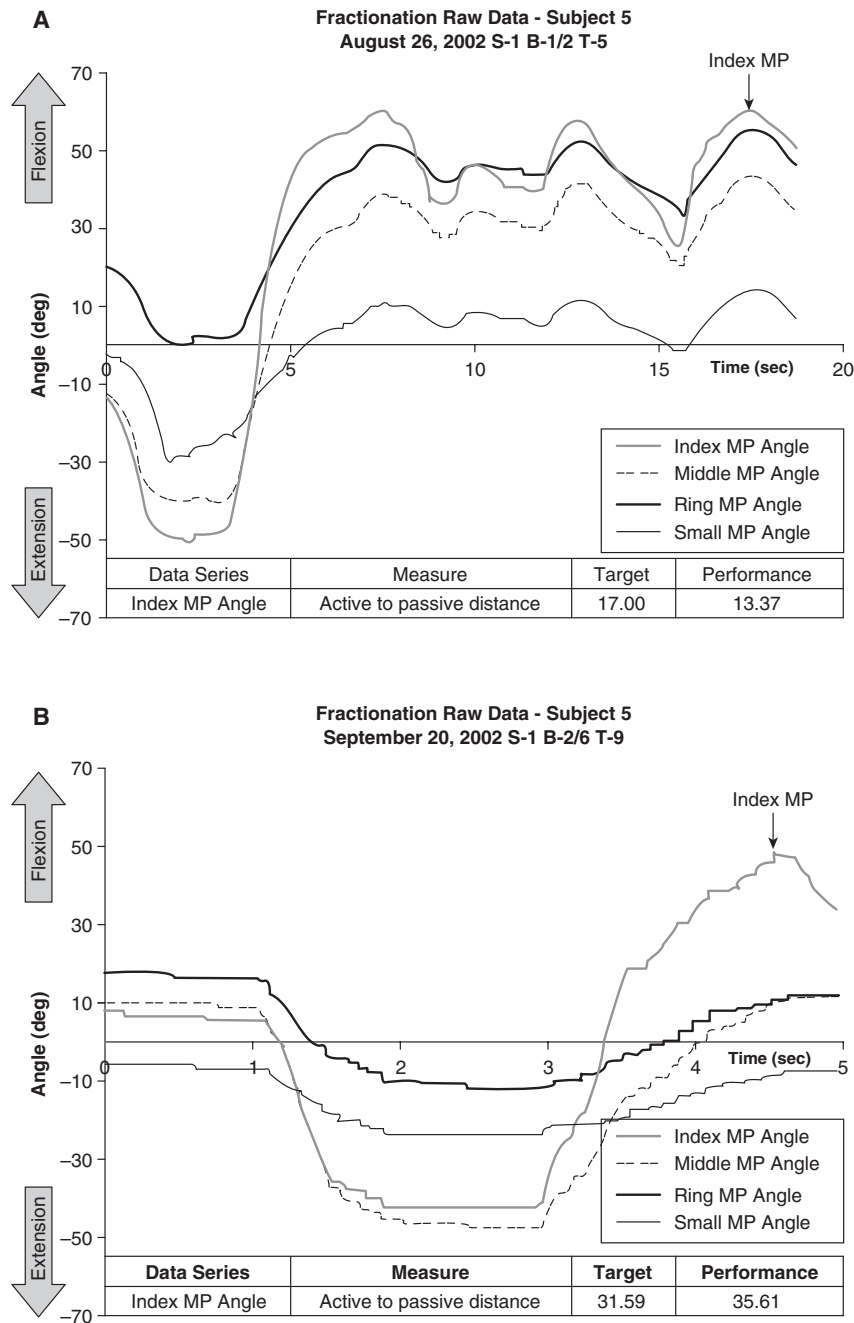 A
Fractionation Raw Data - Subject 5
August 26, 2002 S-1 B-1/2 T-5
Index MP
Flexion
Angle (deg)
Extension
70
50
30
10
–10
–30
–50
–70
0
5
10
15
20
Time (sec)
Index MP Angle
Middle MP Angle
Ring MP Angle
Small MP Angle
Data Series Measure Target Performance
Index MP Angle Active to passive distance 17.00 13.37
B
Fractionation Raw Data - Subject 5
September 20, 2002 S-1 B-2/6 T-9
Index MP
Flexion
Angle (deg)
Extension
70
50
30
10
–10
–30
–50
–70
0
1
2
3
4
5
Time (sec)
Index MP Angle
Middle MP Angle
Ring MP Angle
Small MP Angle
Data Series Measure Target Performance
Index MP Angle Active to passive distance 31.59 35.61